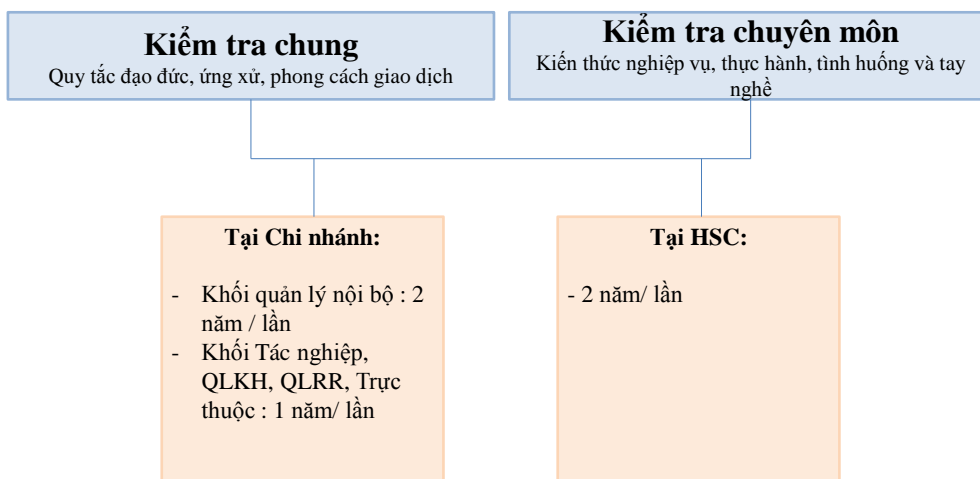 Kiểm tra chung
Quy tắc đạo đức, ứng xử, phong cách giao dịch
Kiểm tra chuyên môn
Kiến thức nghiệp vụ, thực hành, tình huống và tay
nghề
Tại Chi nhánh:
- Khối quản lý nội bộ : 2
năm / lần
- Khối Tác nghiệp,
QLKH, QLRR, Trực
thuộc : 1 năm/ lần
Tại HSC:
- 2 năm/ lần